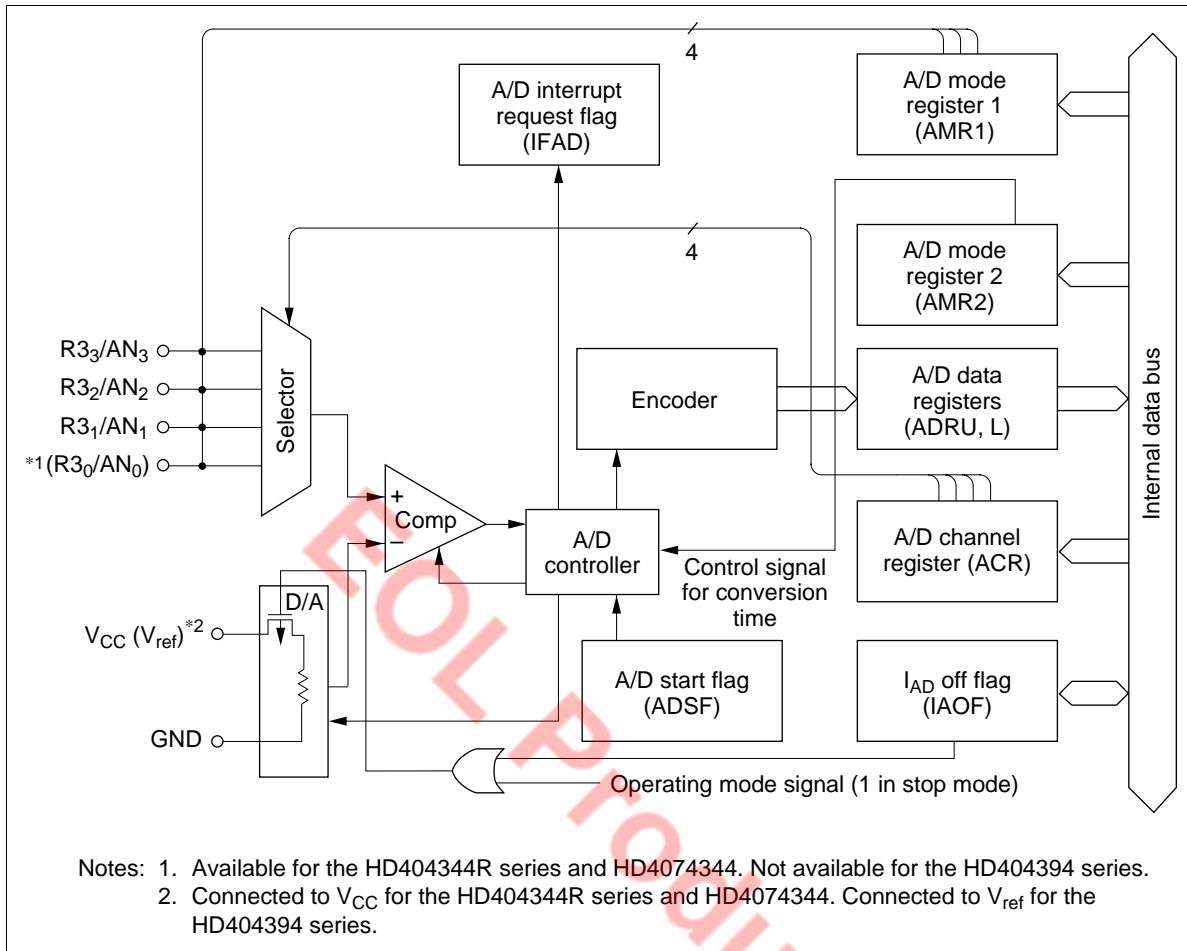 4
A/D interrupt
request flag
(IFAD)
A/D mode
register 1
(AMR1)
4
A/D mode
register 2
(AMR2)
R3₃/AN₃
R3₂/AN₂
R3₁/AN₁
*1(R3₀/AN₀)
Selector
Encoder
A/D data
registers
(ADRU, L)
Internal data bus
+
Comp
−
A/D
controller
Control signal
for conversion
time
A/D channel
register (ACR)
D/A
V_CC (V_ref)*2
GND
A/D start flag
(ADSF)
I_AD off flag
(IAOF)
Operating mode signal (1 in stop mode)
EOL Produ
Notes: 1. Available for the HD404344R series and HD4074344. Not available for the HD404394 series.
2. Connected to V_CC for the HD404344R series and HD4074344. Connected to V_ref for the
HD404394 series.